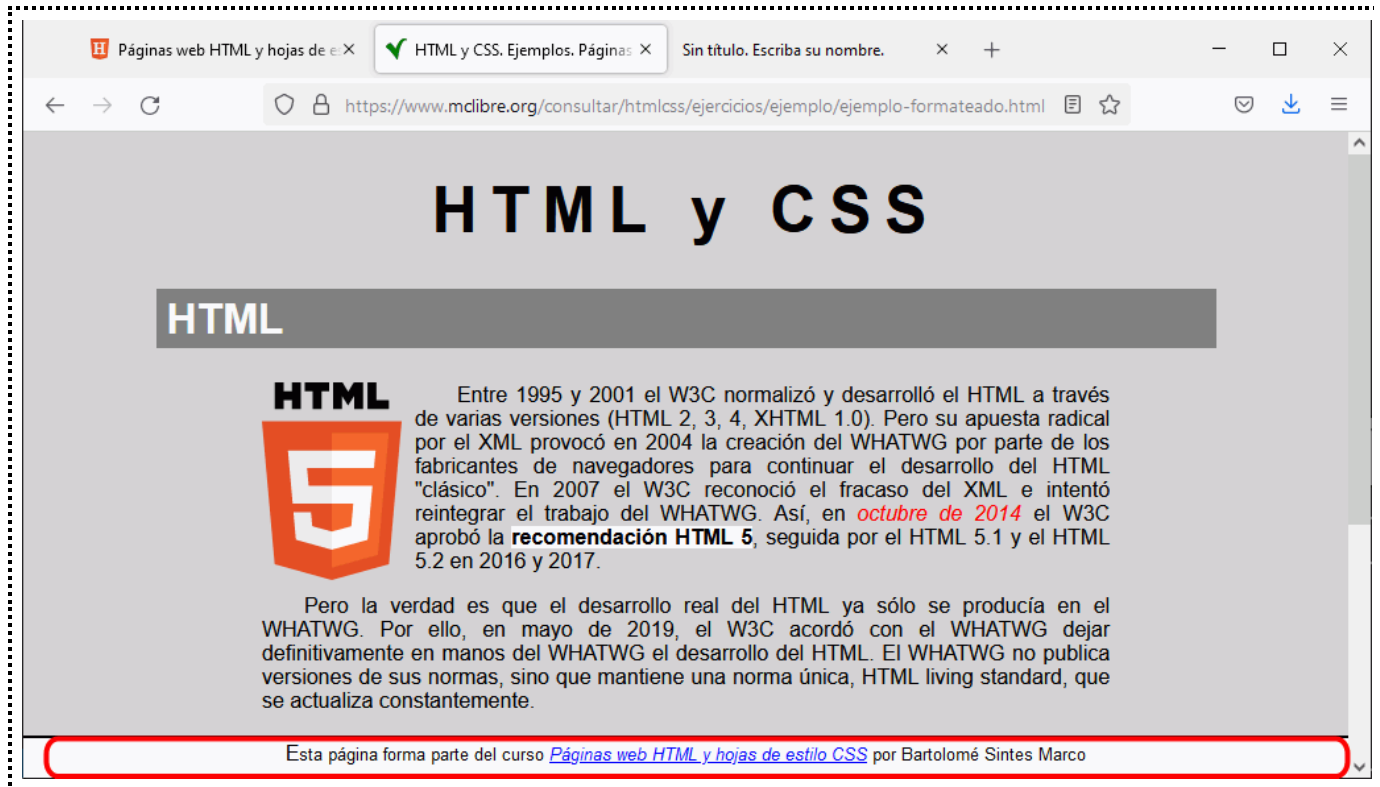 Páginas web HTML y hojas de e
HTML y CSS. Ejemplos. Páginas
Sin título. Escriba su nombre.
https://www.mclibre.org/consultar/htmlcss/ejercicios/ejemplo/ejemplo-formateado.html
HTML y CSS
HTML
HTML
5
Entre 1995 y 2001 el W3C normalizó y desarrolló el HTML a través
de varias versiones (HTML 2, 3, 4, XHTML 1.0). Pero su apuesta radical
por el XML provocó en 2004 la creación del WHATWG por parte de los
fabricantes de navegadores para continuar el desarrollo del HTML
"clásico". En 2007 el W3C reconoció el fracaso del XML e intentó
reintegrar el trabajo del WHATWG. Así, en octubre de 2014 el W3C
aprobó la recomendación HTML 5, seguida por el HTML 5.1 y el HTML
5.2 en 2016 y 2017.
Pero la verdad es que el desarrollo real del HTML ya sólo se producía en el
WHATWG. Por ello, en mayo de 2019, el W3C acordó con el WHATWG dejar
definitivamente en manos del WHATWG el desarrollo del HTML. El WHATWG no publica
versiones de sus normas, sino que mantiene una norma única, HTML living standard, que
se actualiza constantemente.
Esta página forma parte del curso Páginas web HTML y hojas de estilo CSS por Bartolomé Sintes Marco